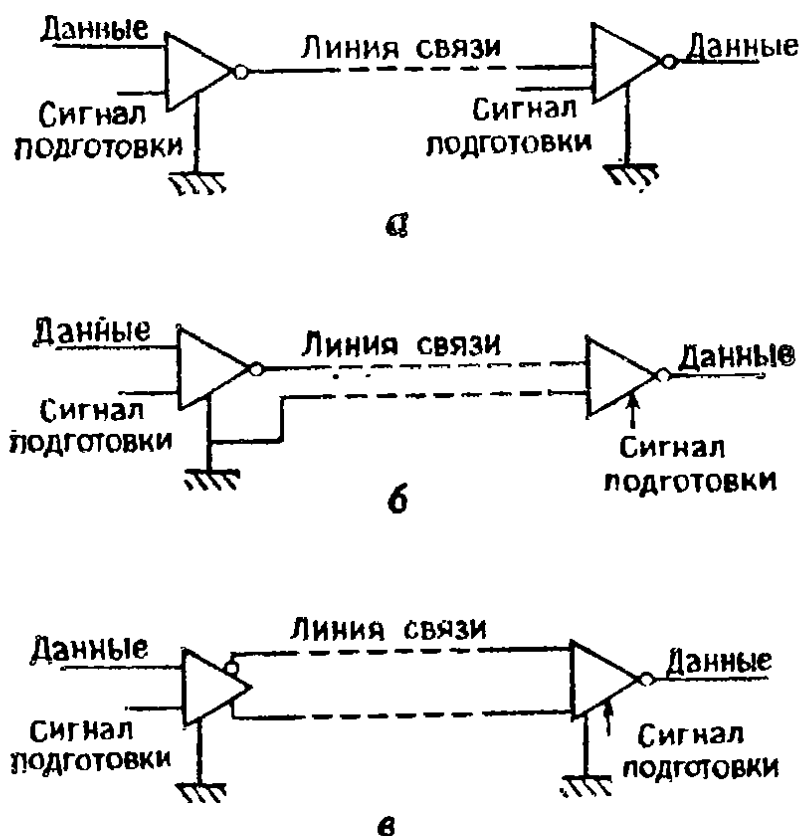 Данные
Линия связи
Данные
Сигнал
подготовки
Сигнал
подготовки
а
Данные
Линия связи
Данные
Сигнал
подготовки
Сигнал
подготовки
б
Данные
Линия связи
Данные
Сигнал
подготовки
Сигнал
подготовки
в